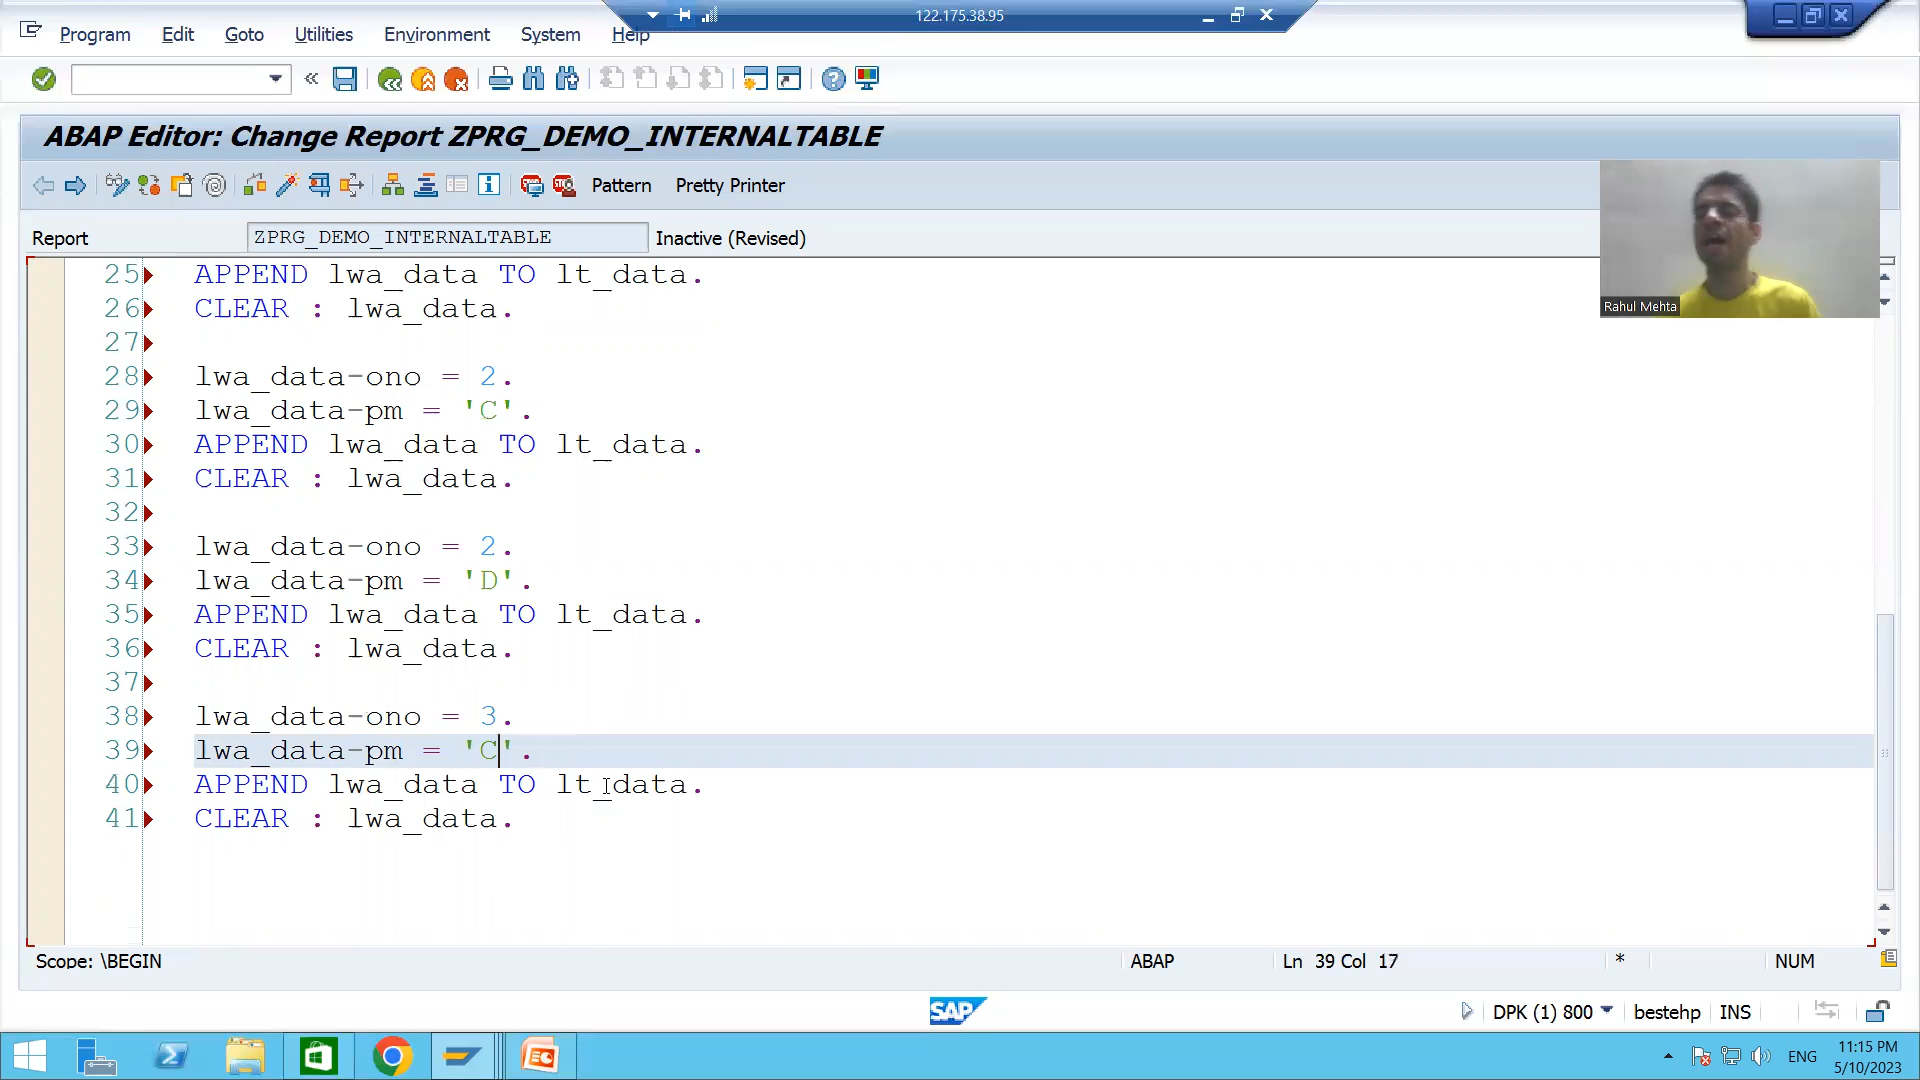 122.175.38.95
Program Edit Goto Utilities Environment System Help
ABAP Editor: Change Report ZPRG_DEMO_INTERNALTABLE
Pattern Pretty Printer
Report ZPRG_DEMO_INTERNALTABLE Inactive (Revised)
Rahul Mehta
25 APPEND lwa_data TO lt_data.
26 CLEAR : lwa_data.
27
28 lwa_data-ono = 2.
29 lwa_data-pm = 'C'.
30 APPEND lwa_data TO lt_data.
31 CLEAR : lwa_data.
32
33 lwa_data-ono = 2.
34 lwa_data-pm = 'D'.
35 APPEND lwa_data TO lt_data.
36 CLEAR : lwa_data.
37
38 lwa_data-ono = 3.
39 lwa_data-pm = 'C'.
40 APPEND lwa_data TO lt_data.
41 CLEAR : lwa_data.
Scope: \BEGIN ABAP Ln 39 Col 17 * NUM
SAP DPK (1) 800 bestehp INS
ENG 11:15 PM
5/10/2023